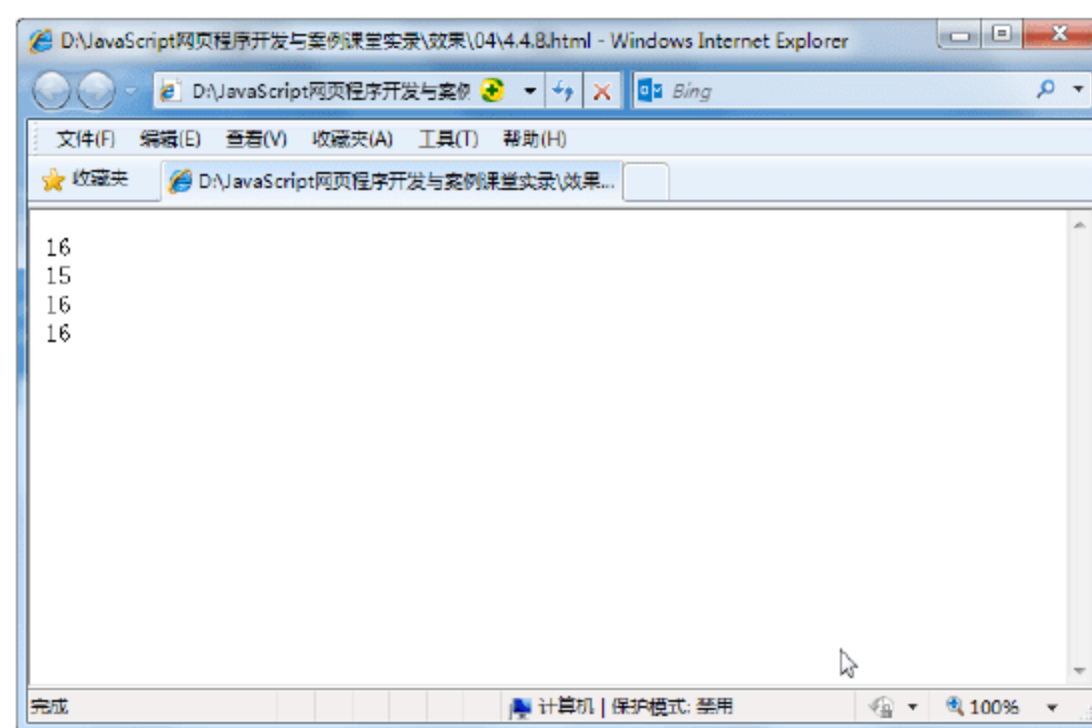 D:\JavaScript网页程序开发与案例课堂实录\效果\04\4.4.8.html - Windows Internet Explorer
D:\JavaScript网页程序开发与案例 Bing
文件(F) 编辑(E) 查看(V) 收藏夹(A) 工具(T) 帮助(H)
收藏夹 D:\JavaScript网页程序开发与案例课堂实录\效果...
16
15
16
16
完成 计算机 | 保护模式: 禁用 100%